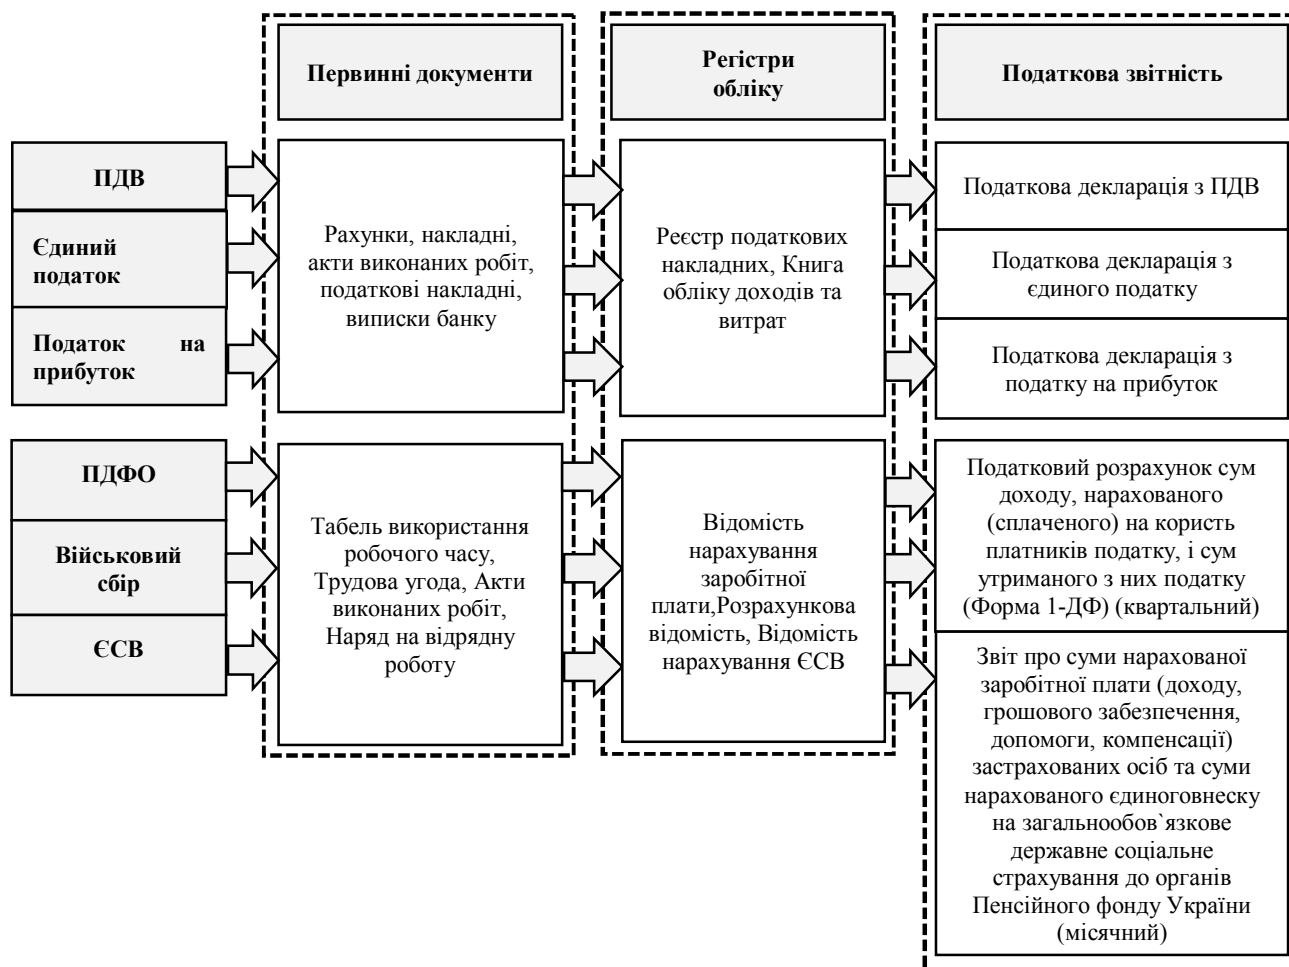 Первинні документи
Регістри
обліку
Податкова звітність
ПДВ
Єдиний
податок
Податок на
прибуток
Рахунки, накладні,
акти виконаних робіт,
податкові накладні,
виписки банку
Реєстр податкових
накладних, Книга
обліку доходів та
витрат
Податкова декларація з ПДВ
Податкова декларація з
єдиного податку
Податкова декларація з
податку на прибуток
ПДФО
Військовий
сбір
ЄСВ
Табель використання
робочого часу,
Трудова угода, Акти
виконаних робіт,
Наряд на відрядну
роботу
Відомість
нарахування
заробітної
плати,Розрахункова
відомість, Відомість
нарахування ЄСВ
Податковий розрахунок сум
доходу, нарахованого
(сплаченого) на користь
платників податку, і сум
утриманого з них податку
(Форма 1-ДФ) (квартальний)
Звіт про суми нарахованої
заробітної плати (доходу,
грошового забезпечення,
допомоги, компенсації)
застрахованих осіб та суми
нарахованого єдиноговнеску
на загальнообов`язкове
державне соціальне
страхування до органів
Пенсійного фонду України
(місячний)